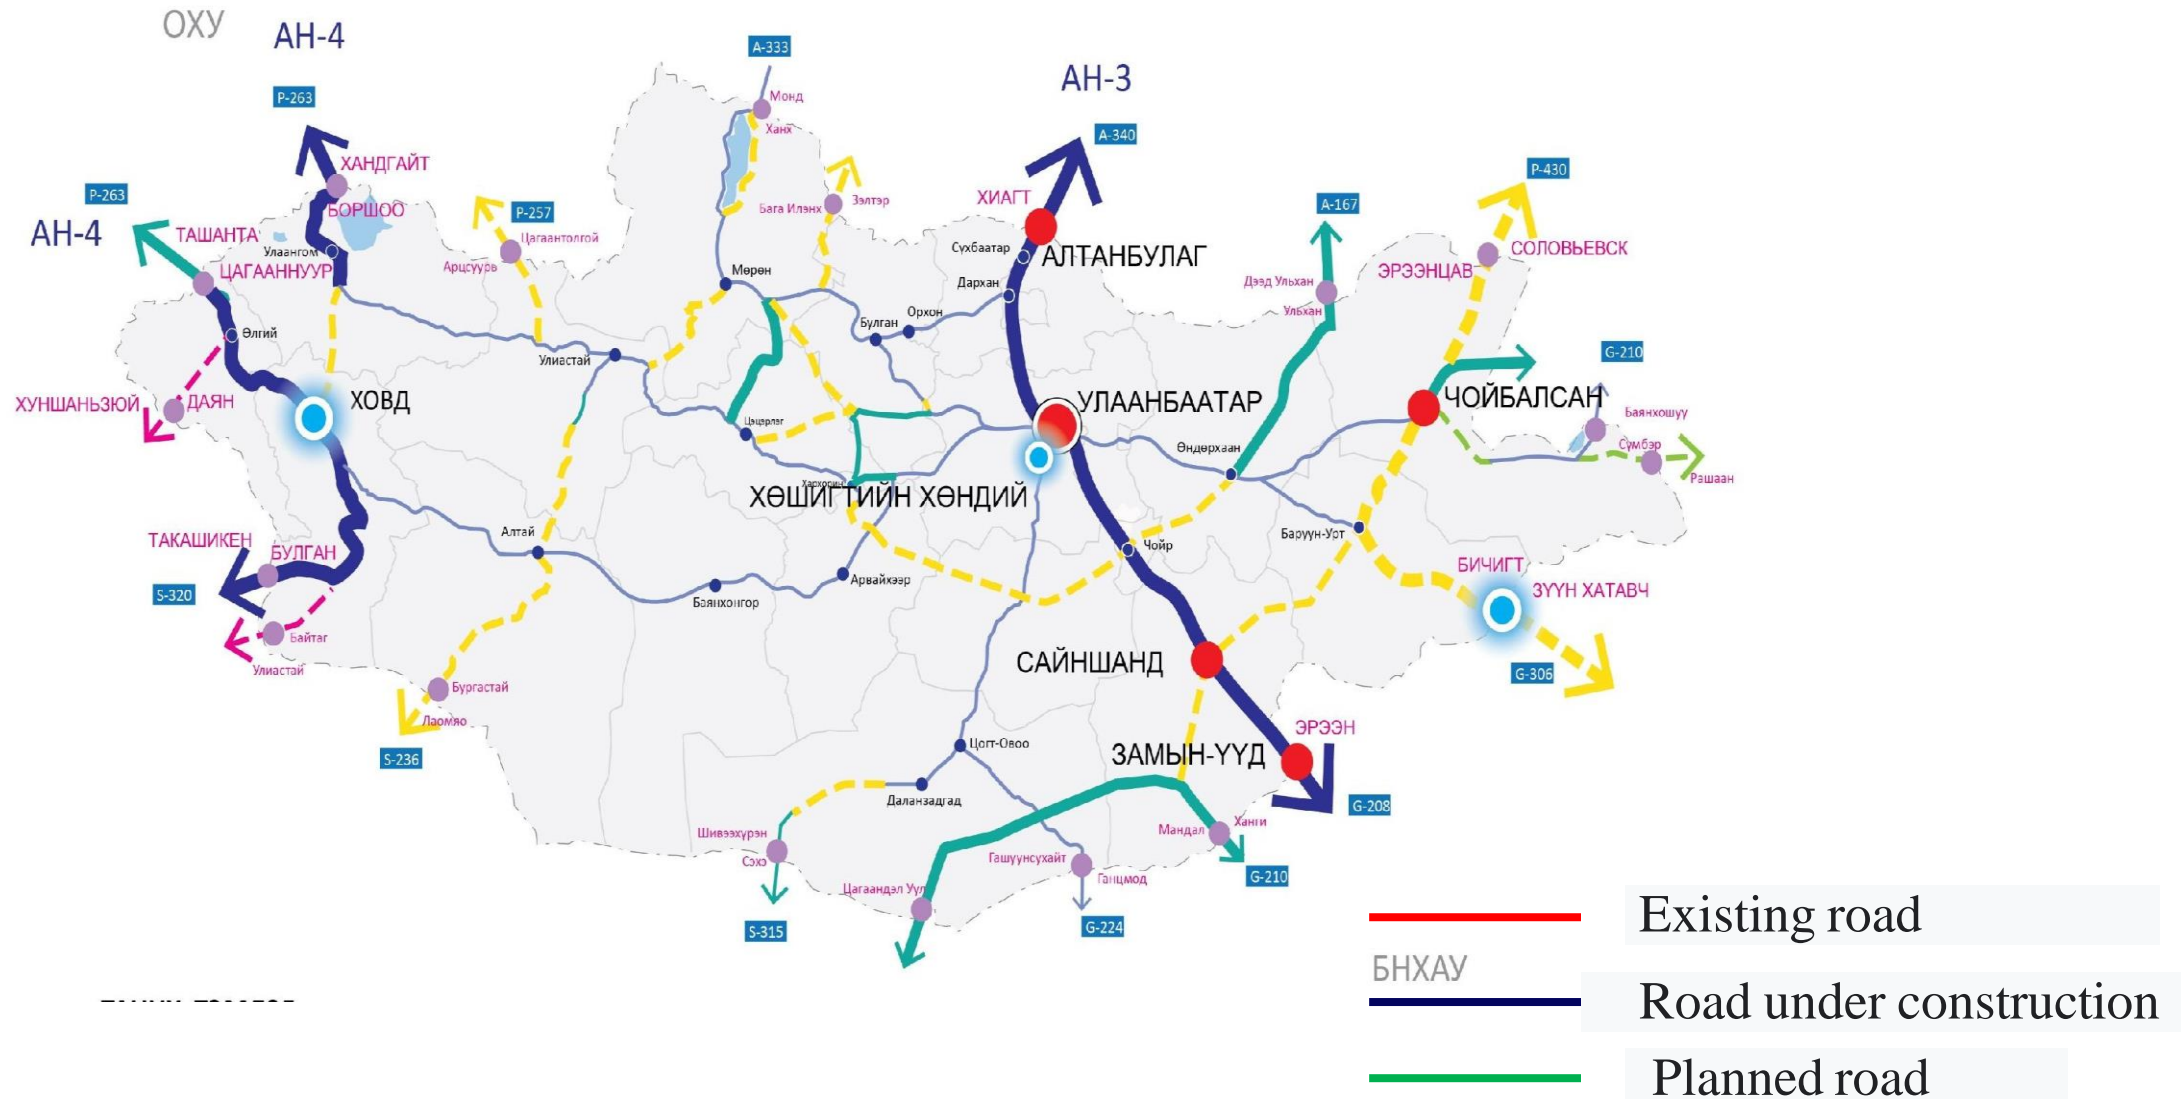 ОХУ
АН-4
А-333
АН-3
Р-263
Монд
Ханх
А-340
ХАНДГАЙТ
Р-430
Р-263
БОРШОО
Р-257
Бага Илэнх
Зэлтэр
ХИАГТ
А-167
АН-4
ТАШАНТА
Улаангом
Цагаантолгой
Арцсуурь
Сүхбаатар
АЛТАНБУЛАГ
СОЛОВЬЕВСК
ЦАГААННУУР
Мөрөн
Дархан
Дээд Ульхан
Ульхан
ЭРЭЭНЦАВ
Өлгий
Булган
Орхон
Улиастай
G-210
ХУНШАНЬЗЮЙ
ДАЯН
ХОВД
Цэцэрлэг
УЛААНБААТАР
ЧОЙБАЛСАН
Баянхошуу
Өндөрхаан
Сүмбэр
Рашаан
Хархорин
ХӨШИГТИЙН ХӨНДИЙ
ТАКАШИКЕН
БУЛГАН
Алтай
Чойр
Баруун-Урт
S-320
Баянхонгор
Арвайхээр
БИЧИГТ
ЗҮҮН ХАТАВЧ
Байтаг
Улиастай
САЙНШАНД
G-306
Бургастай
Лаомяо
S-236
Цогт-Овоо
ЭРЭЭН
ЗАМЫН-ҮҮД
Даланзадгад
G-208
Шивээхүрэн
Сэхэ
Мандал
Ханги
Гашуунсухайт
Ганцмод
G-210
Цагаандэл Уул
S-315
G-224
Existing road
БНХАУ
Road under construction
Planned road